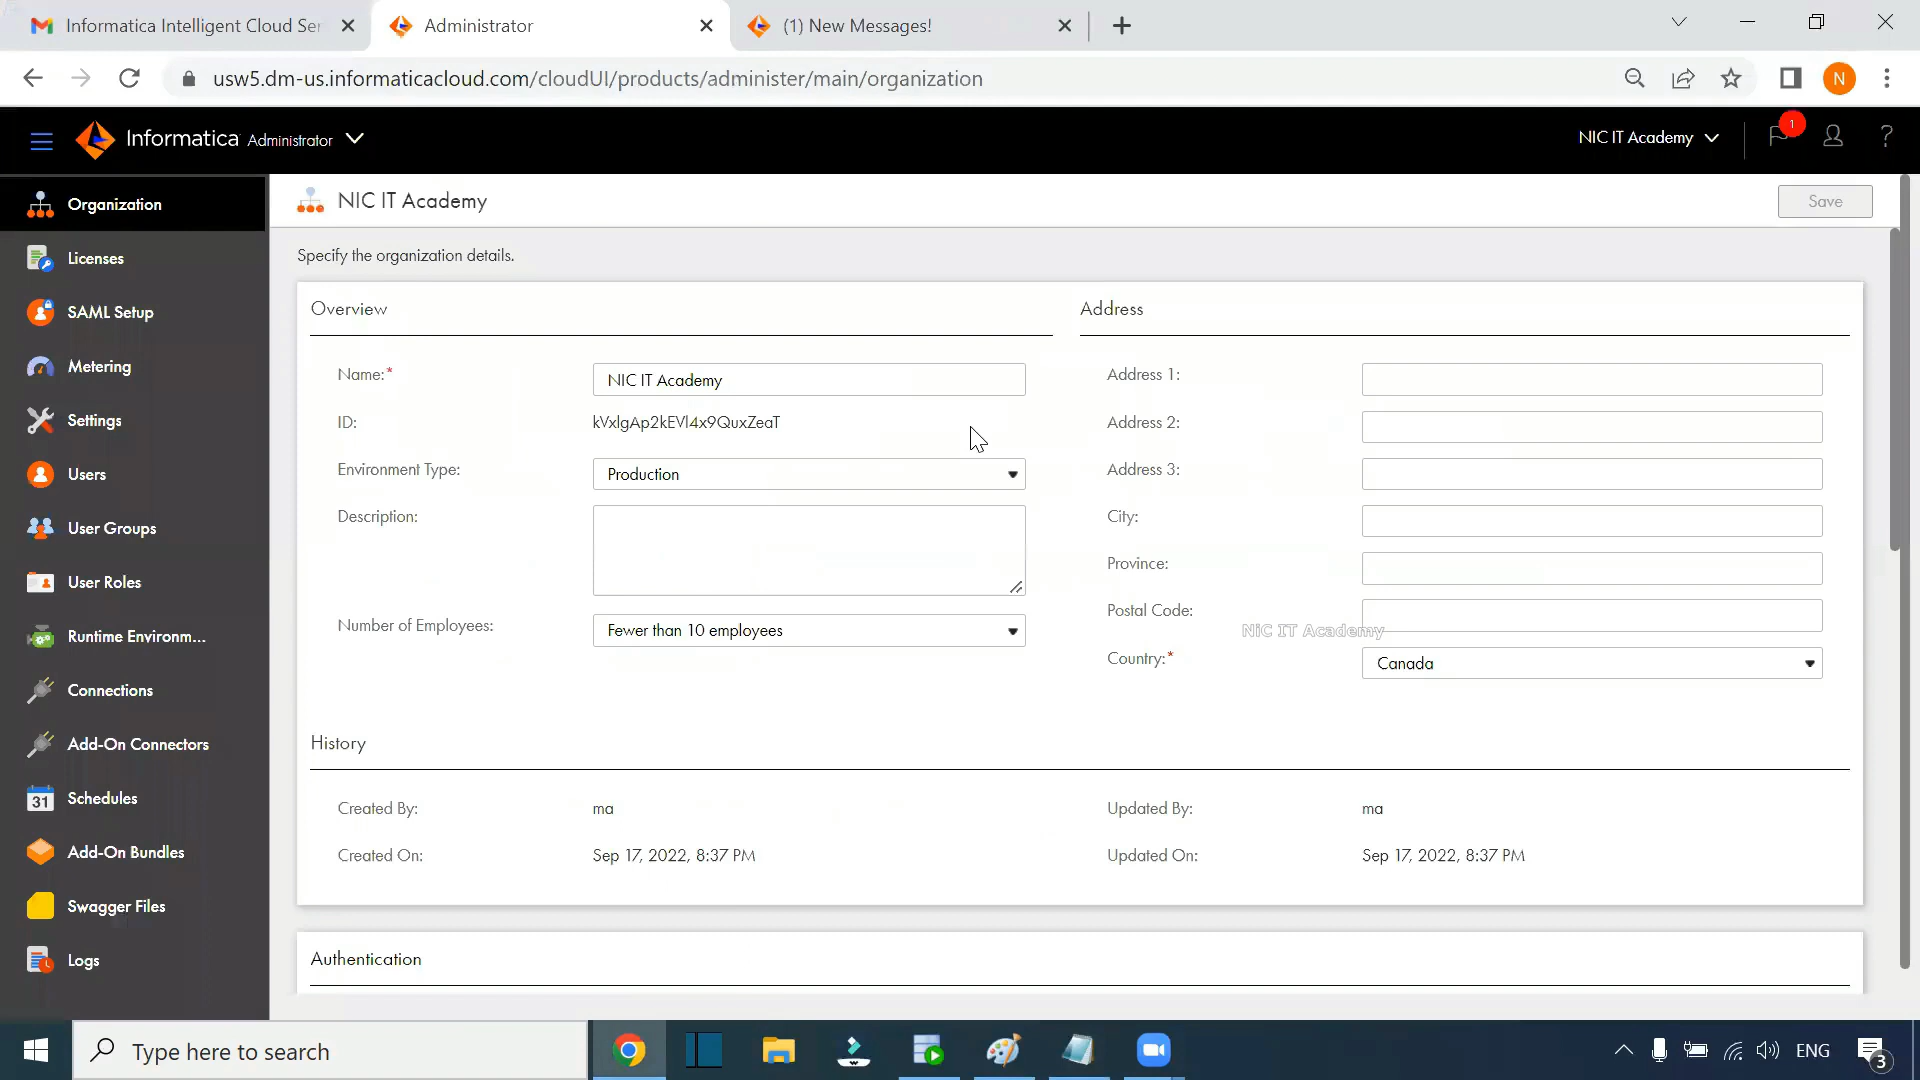 Informatica Intelligent Cloud Ser
Administrator
(1) New Messages!
usw5.dm-us.informaticacloud.com/cloudUI/products/administer/main/organization
N
Informatica Administrator
NIC IT Academy
1
?
Organization
Licenses
SAML Setup
Metering
Settings
Users
User Groups
User Roles
Runtime Environm...
Connections
Add-On Connectors
31
Schedules
Add-On Bundles
Swagger Files
Logs
NIC IT Academy
Save
Specify the organization details.
Overview
Name:*
NIC IT Academy
ID:
kVxlgAp2kEVl4x9QuxZeaT
Environment Type:
Production
Description:
Number of Employees:
Fewer than 10 employees
Address
Address 1:
Address 2:
Address 3:
City:
Province:
Postal Code:
NiC IT Academy
Country:*
Canada
History
Created By:
ma
Updated By:
ma
Created On:
Sep 17, 2022, 8:37 PM
Updated On:
Sep 17, 2022, 8:37 PM
Authentication
Type here to search
ENG
3